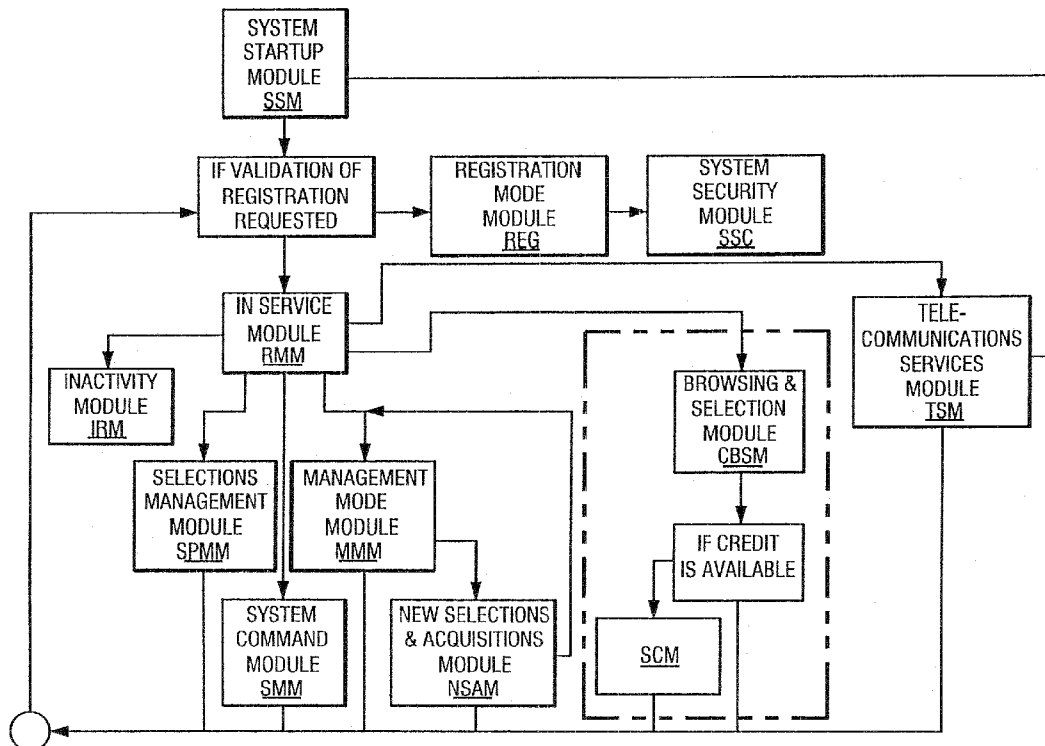 SYSTEM
STARTUP
MODULE
SSM
IF VALIDATION OF
REGISTRATION
REQUESTED
REGISTRATION
MODE
MODULE
REG
SYSTEM
SECURITY
MODULE
SSC
IN SERVICE
MODULE
RMM
TELE-
COMMUNICATIONS
SERVICES
MODULE
TSM
INACTIVITY
MODULE
IRM
BROWSING &
SELECTION
MODULE
CBSM
SELECTIONS
MANAGEMENT
MODULE
SPMM
MANAGEMENT
MODE
MODULE
MMM
IF CREDIT
IS AVAILABLE
SYSTEM
COMMAND
MODULE
SMM
NEW SELECTIONS
& ACQUISITIONS
MODULE
NSAM
SCM